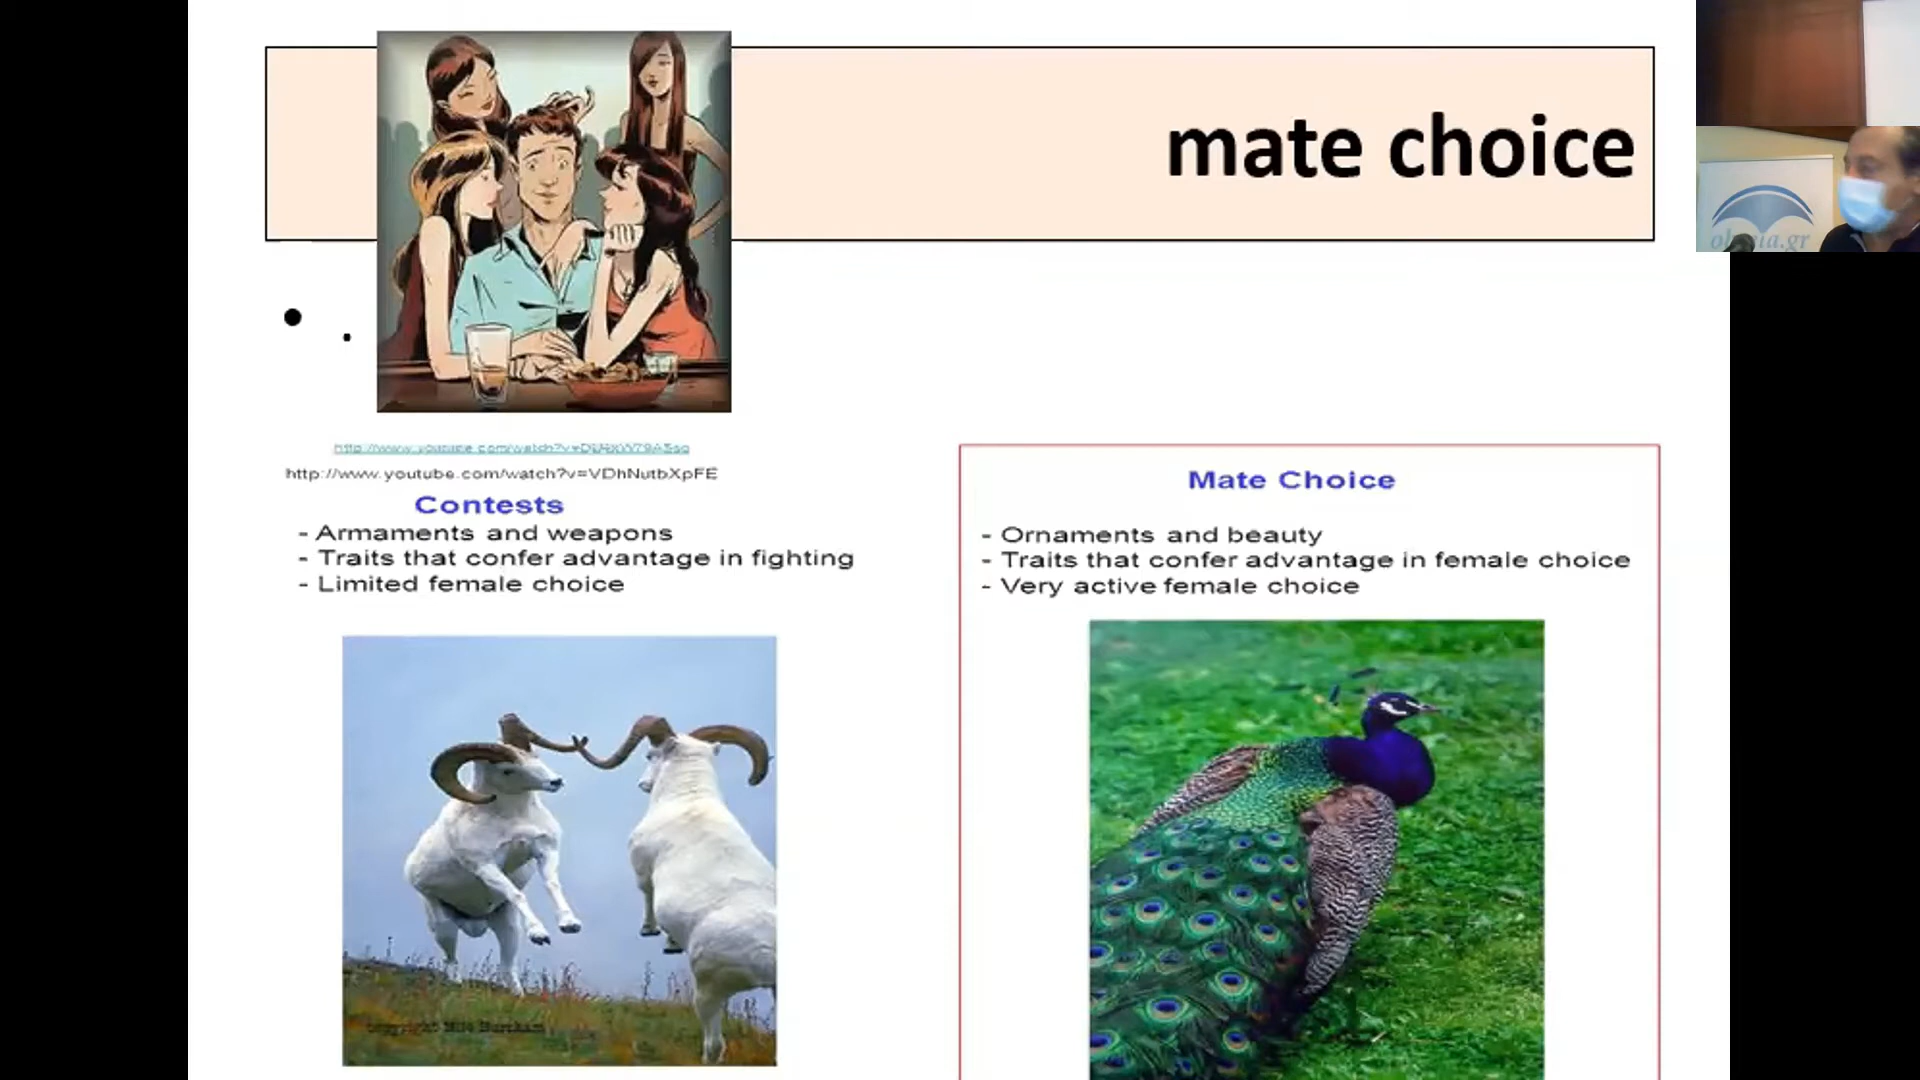 mate choice
http://www.youtube.com/watch?v=VDhNutbXpFE
Contests
- Armaments and weapons
- Traits that confer advantage in fighting
- Limited female choice
Mate Choice
- Ornaments and beauty
- Traits that confer advantage in female choice
- Very active female choice
copyright